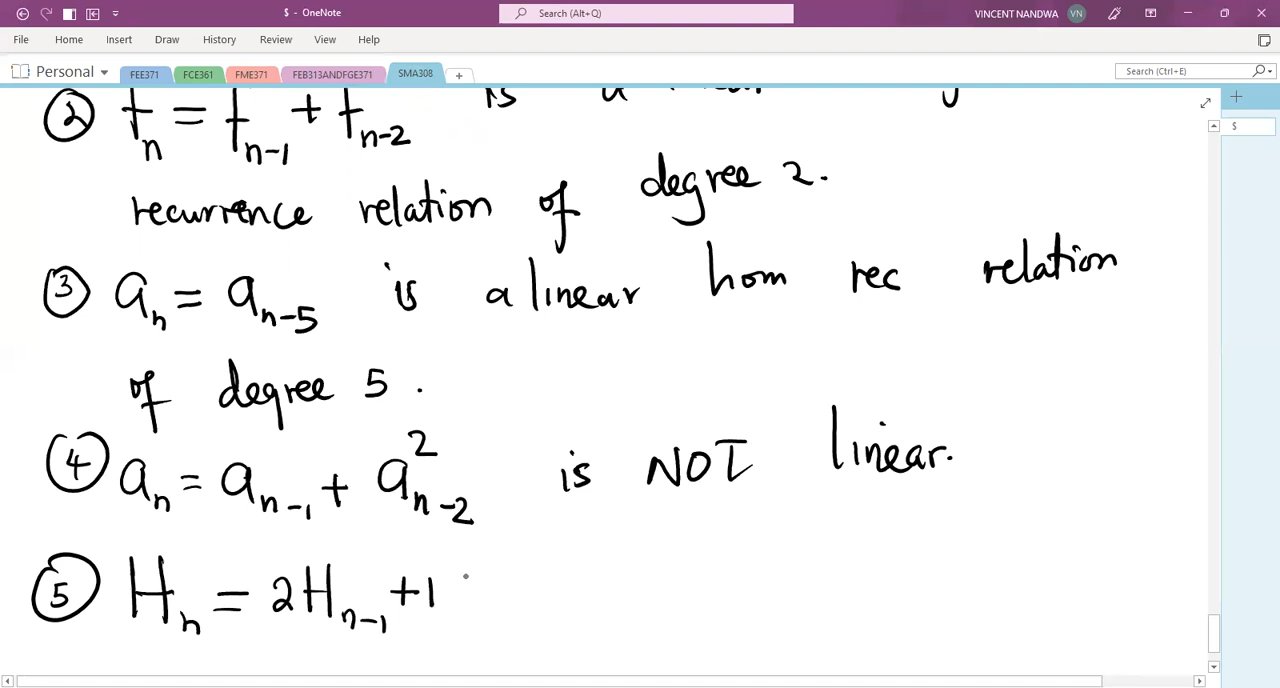 $ - OneNote
Search (Alt+Q)
VINCENT NANDWA
VN
File Home Insert Draw History Review View Help
Personal
FEE371 FCE361 FME371 FEB313ANDFGE371 SMA308
Search (Ctrl+E)
$
② f_n = f_{n-1} + f_{n-2} is a linear
recurrence relation of degree 2.
③ a_n = a_{n-5} is a linear hom rec relation
of degree 5.
④ a_n = a_{n-1} + a_{n-2}^2 is NOT linear.
⑤ H_n = 2H_{n-1} + 1